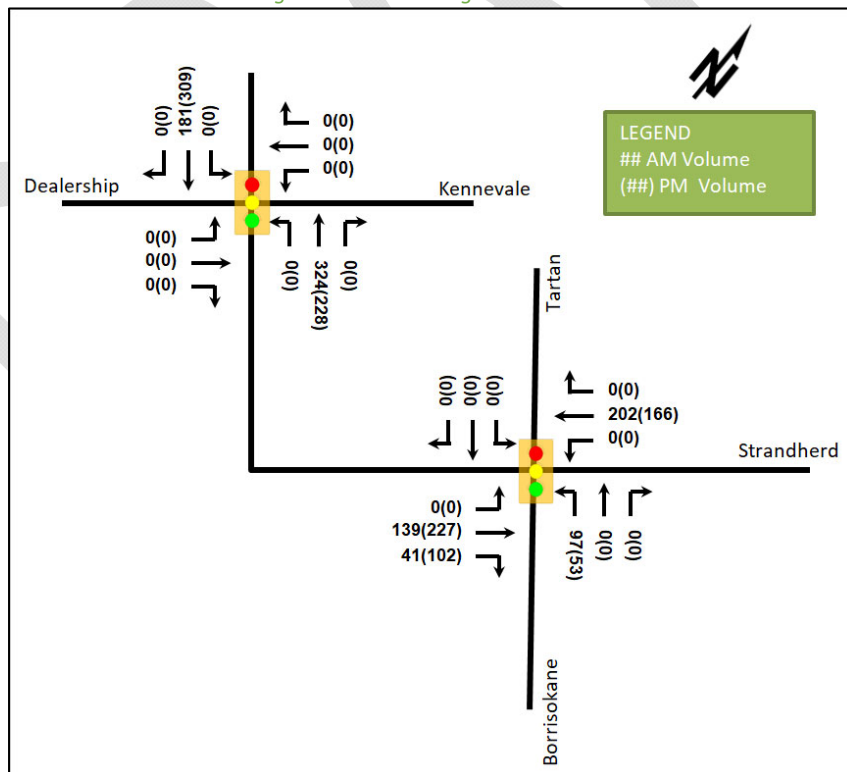 N
LEGEND
## AM Volume
(##) PM Volume
0(0)
181(309)
0(0)
0(0)
0(0)
0(0)
Dealership
Kennevale
0(0)
0(0)
0(0)
0(0)
324(228)
0(0)
Tartan
0(0)
0(0)
0(0)
0(0)
202(166)
0(0)
Strandherd
0(0)
139(227)
41(102)
97(53)
0(0)
0(0)
Borrisokane